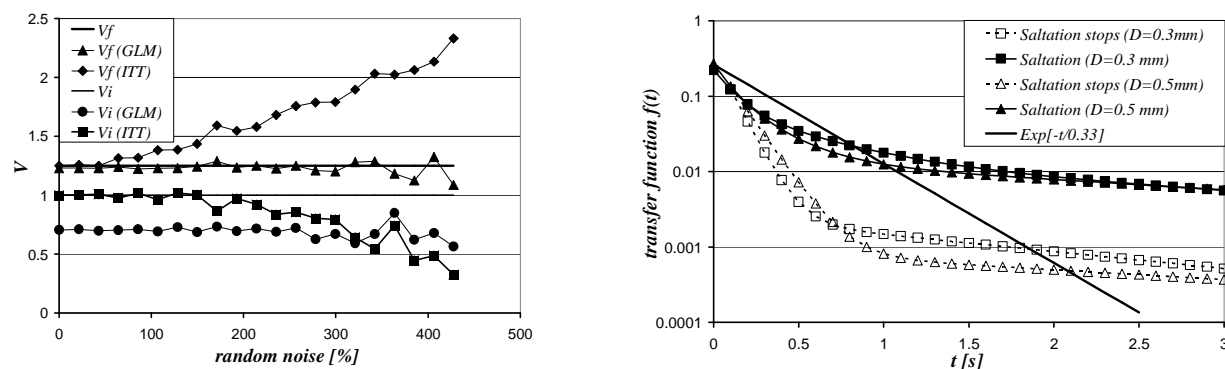 2.5
2
1.5
1
0.5
0
V
Vf
Vf (GLM)
Vf (ITT)
Vi
Vi (GLM)
Vi (ITT)
0 100 200 300 400 500
random noise [%]
1
0.1
0.01
0.001
0.0001
transfer function f(t)
Saltation stops (D=0.3mm)
Saltation (D=0.3 mm)
Saltation stops (D=0.5mm)
Saltation (D=0.5 mm)
Exp[-t/0.33]
0 0.5 1 1.5 2 2.5 3
t [s]